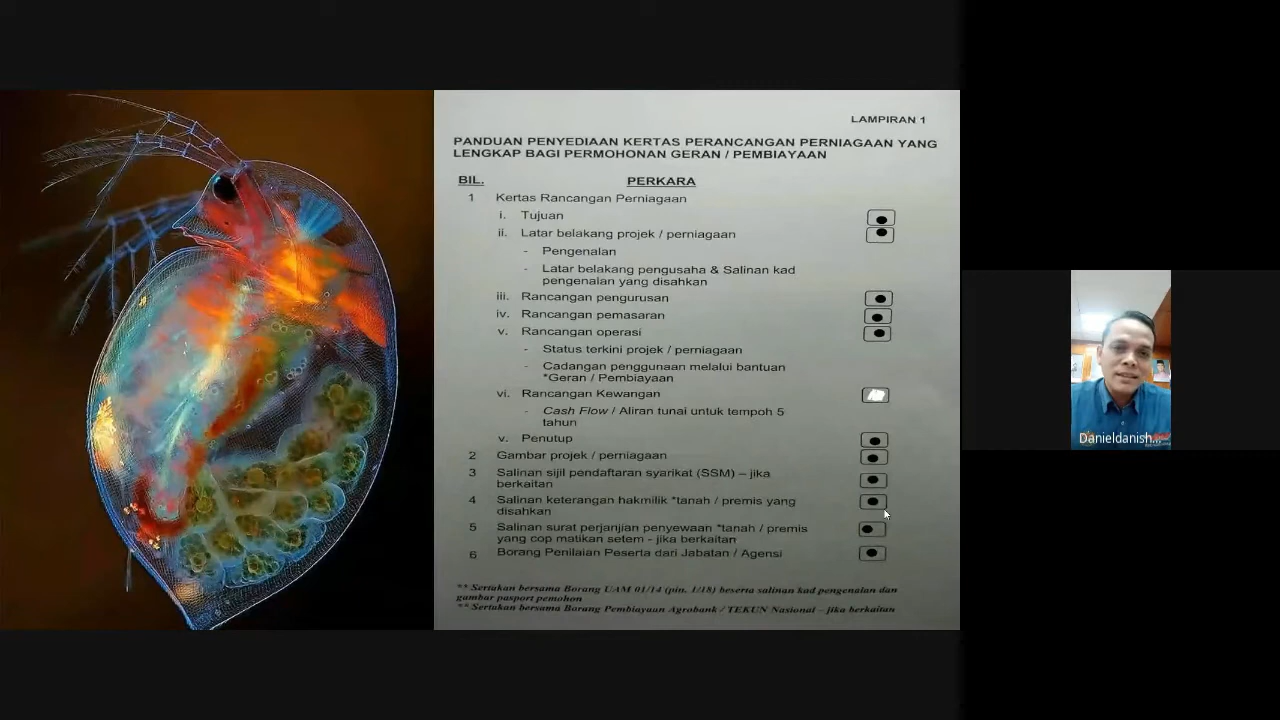 LAMPIRAN 1
PANDUAN PENYEDIAAN KERTAS PERANCANGAN PERNIAGAAN YANG
LENGKAP BAGI PERMOHONAN GERAN / PEMBIAYAAN
BIL. PERKARA
1 Kertas Rancangan Perniagaan
i. Tujuan
ii. Latar belakang projek / perniagaan
- Pengenalan
- Latar belakang pengusaha & Salinan kad
pengenalan yang disahkan
iii. Rancangan pengurusan
iv. Rancangan pemasaran
v. Rancangan operasi
- Status terkini projek / perniagaan
- Cadangan penggunaan melalui bantuan
*Geran / Pembiayaan
vi. Rancangan Kewangan
- Cash Flow / Aliran tunai untuk tempoh 5
tahun
v. Penutup
2 Gambar projek / perniagaan
3 Salinan sijil pendaftaran syarikat (SSM) – jika
berkaitan
4 Salinan keterangan hakmilik *tanah / premis yang
disahkan
5 Salinan surat perjanjian penyewaan *tanah / premis
yang cop matikan setem - jika berkaitan
6 Borang Penilaian Peserta dari Jabatan / Agensi
** Sertakan bersama Borang UAM 01/14 (pin. 1/18) beserta salinan kad pengenalan dan
gambar pasport pemohon
** Sertakan bersama Borang Pembiayaan Agrobank / TEKUN Nasional – jika berkaitan
Danieldanish...